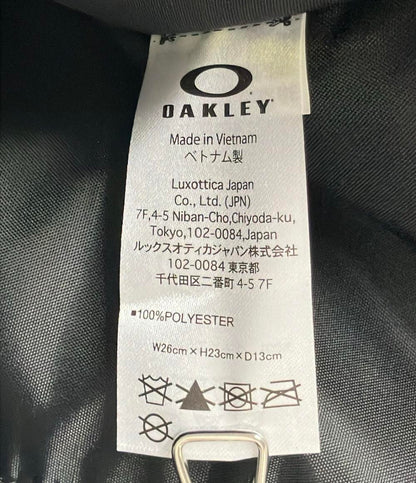 OAKLEY
Made in Vietnam
ベトナム製
Luxottica Japan
Co., Ltd. (JPN)
7F,4-5 Niban-Cho,Chiyoda-ku,
Tokyo,102-0084,Japan
ルックスオティカジャパン株式会社
102-0084 東京都
千代田区二番町 4-5 7F
■100%POLYESTER
W26cm×H23cm×D13cm